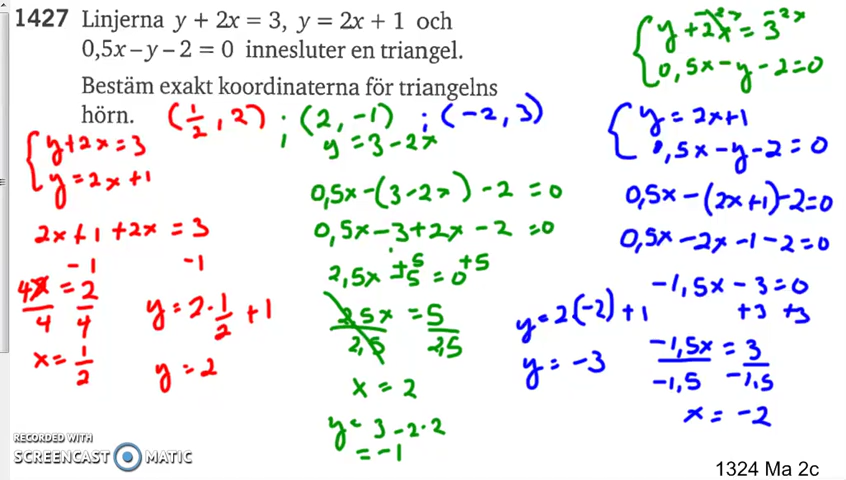 1427 Linjerna y + 2x = 3, y = 2x + 1 och
0,5x – y – 2 = 0 innesluter en triangel.
Bestäm exakt koordinaterna för triangelns
hörn. (1/2, 2) ; (2, -1) ; (-2, 3)
{ y+2x = 3
y = 2x+1
2x+1+2x = 3
-1 -1
4x/4 = 2/4
x = 1/2
y = 2·1/2 + 1
y = 2
{ y+2x = 3
-2x -2x
0,5x-y-2=0
y = 3-2x
0,5x-(3-2x)-2 = 0
0,5x-3+2x-2=0
2,5x-5=0
+5 +5
2,5x/2,5 = 5/2,5
x = 2
y = 3-2·2
= -1
{ y = 2x+1
0,5x-y-2=0
0,5x-(2x+1)-2=0
0,5x-2x-1-2=0
-1,5x-3=0
+3 +3
-1,5x/-1,5 = 3/-1,5
x = -2
y = 2(-2)+1
y = -3
RECORDED WITH
SCREENCAST MATIC
1324 Ma 2c